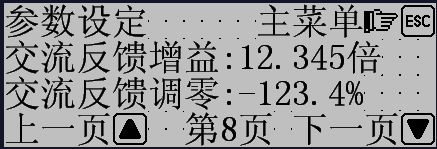 参数设定 主菜单 ESC
交流反馈增益:12.345倍
交流反馈调零:-123.4%
上一页 第8页 下一页